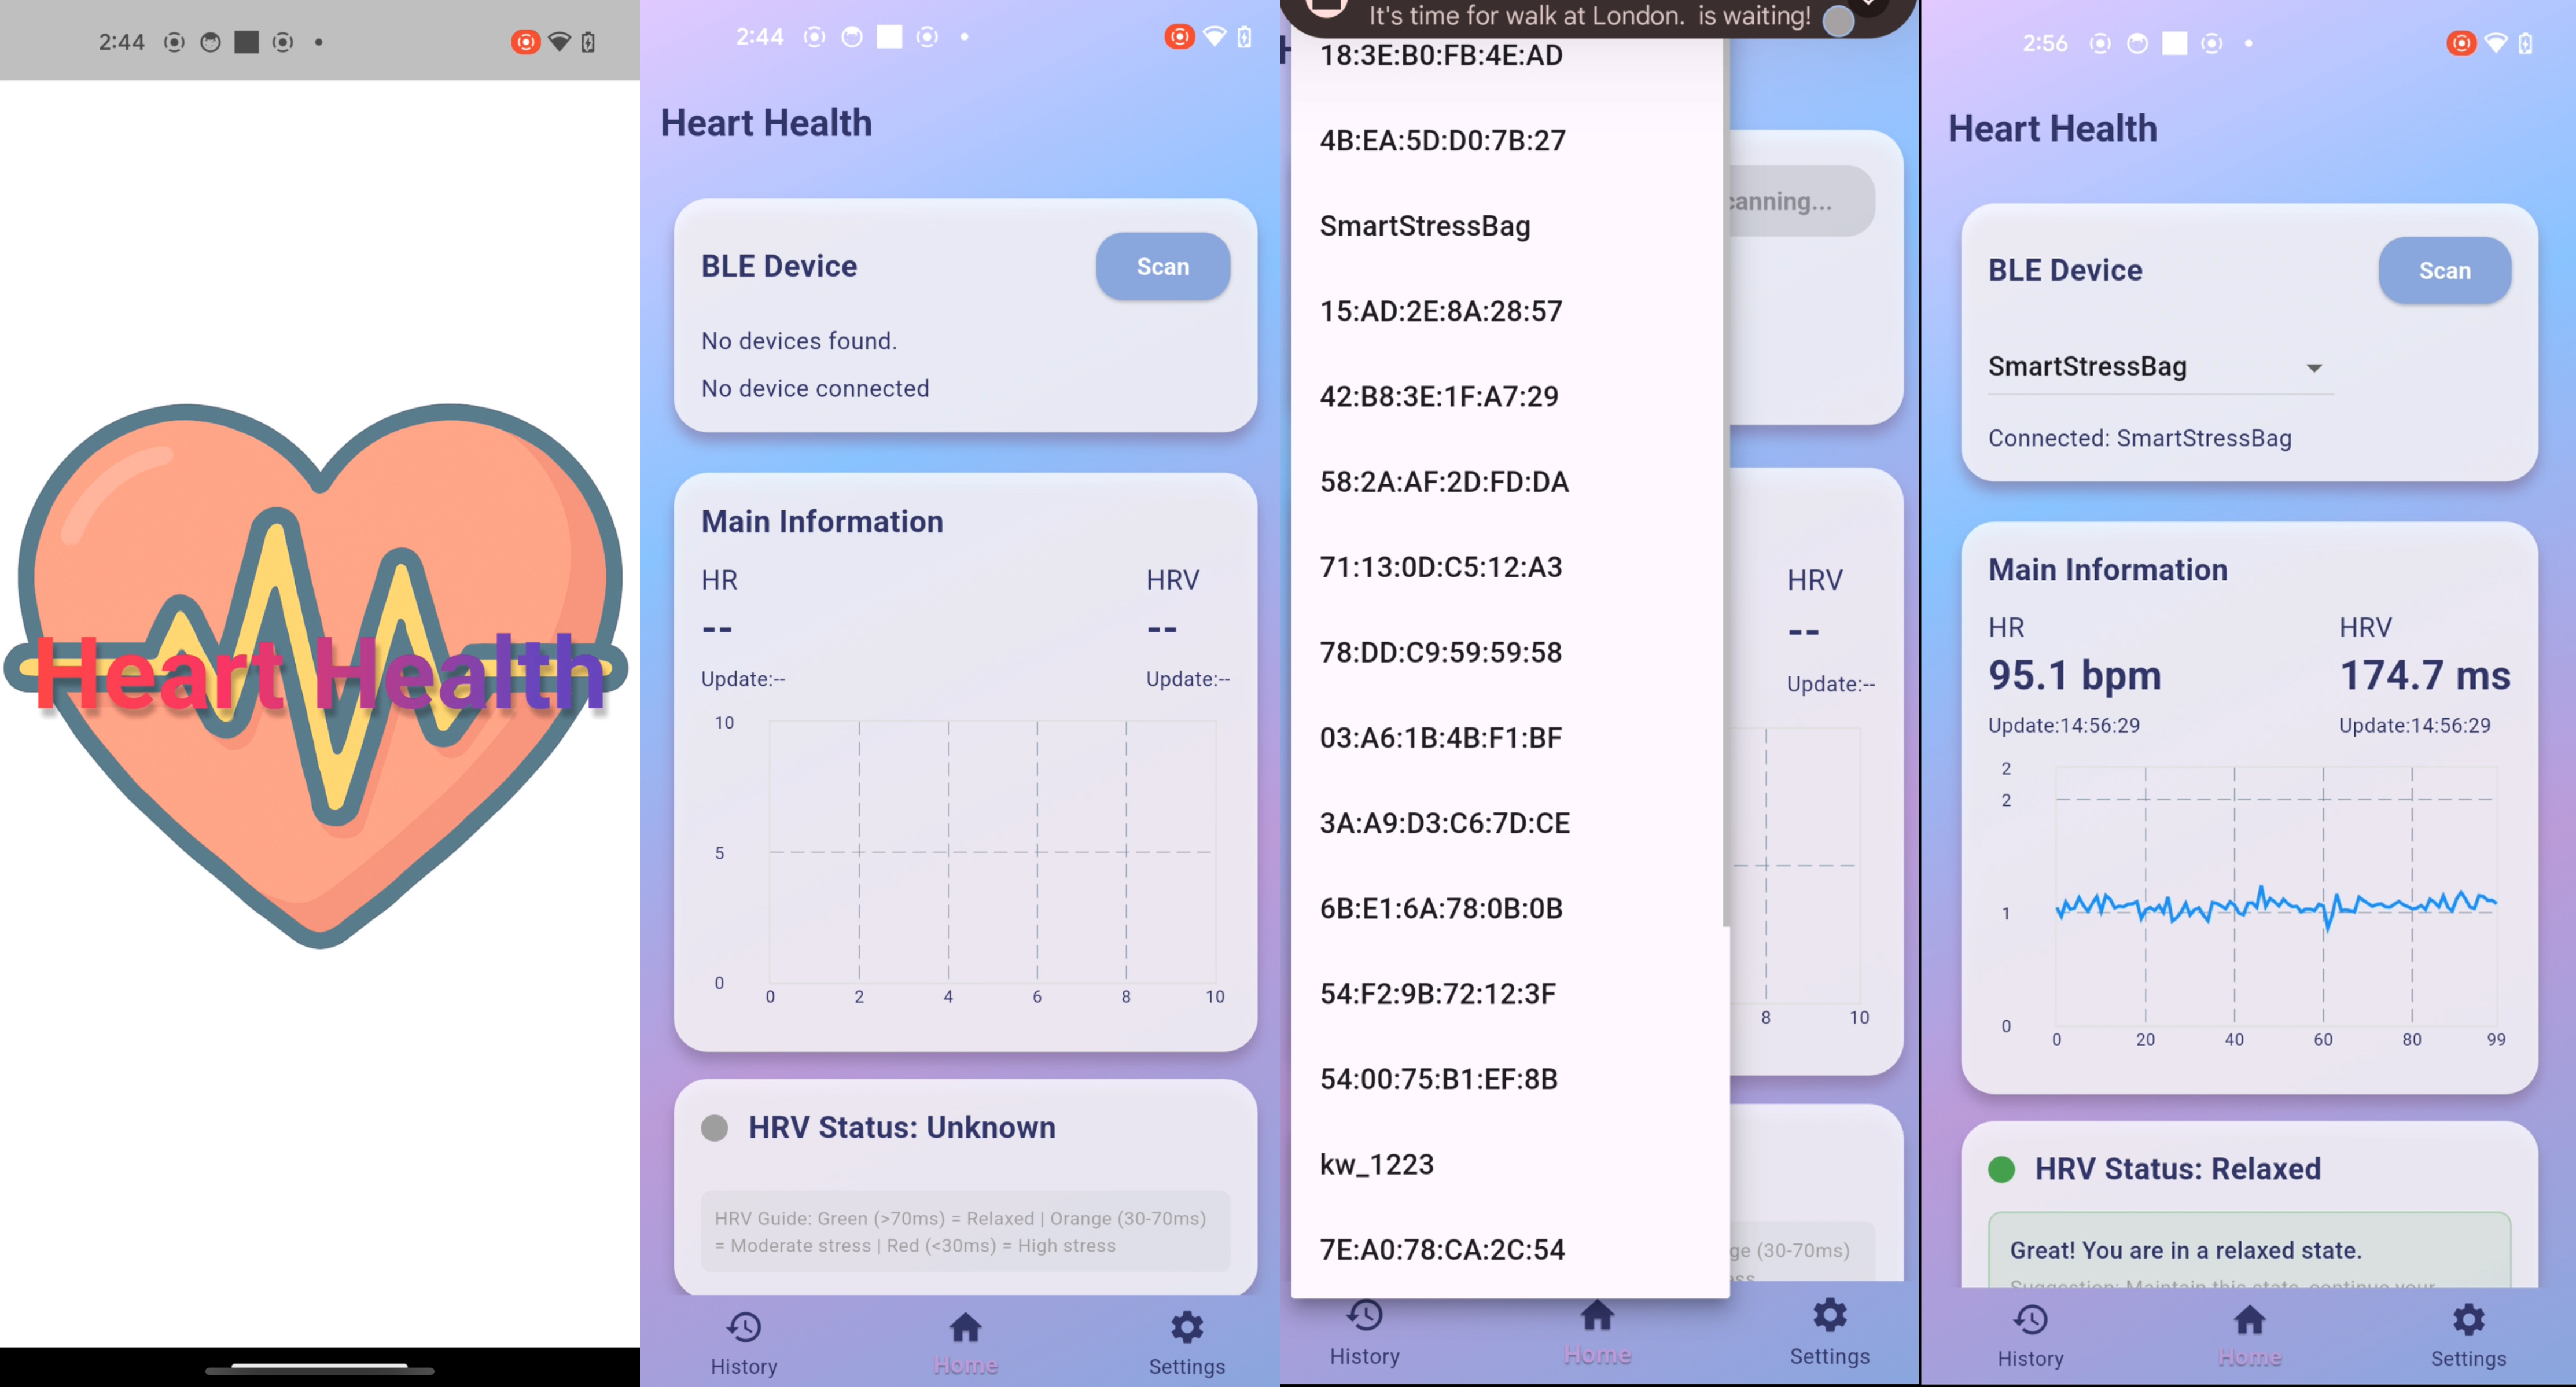 2:44
Heart Health
2:44
Heart Health
BLE Device
Scan
No devices found.
No device connected
Main Information
HR
HRV
--
--
Update:--
Update:--
10
5
0
0 2 4 6 8 10
HRV Status: Unknown
HRV Guide: Green (>70ms) = Relaxed | Orange (30-70ms)
= Moderate stress | Red (<30ms) = High stress
History
Home
Settings
It's time for walk at London.  is waiting!
H
18:3E:B0:FB:4E:AD
4B:EA:5D:D0:7B:27
SmartStressBag
15:AD:2E:8A:28:57
42:B8:3E:1F:A7:29
58:2A:AF:2D:FD:DA
71:13:0D:C5:12:A3
78:DD:C9:59:59:58
03:A6:1B:4B:F1:BF
3A:A9:D3:C6:7D:CE
6B:E1:6A:78:0B:0B
54:F2:9B:72:12:3F
54:00:75:B1:EF:8B
kw_1223
7E:A0:78:CA:2C:54
canning...
HRV
--
Update:--
8 10
ge (30-70ms)
History
Home
Settings
2:56
Heart Health
BLE Device
Scan
SmartStressBag
Connected: SmartStressBag
Main Information
HR
HRV
95.1 bpm
174.7 ms
Update:14:56:29
Update:14:56:29
2
2
1
0
0 20 40 60 80 99
HRV Status: Relaxed
Great! You are in a relaxed state.
Suggestion: Maintain this state, continue your
History
Home
Settings